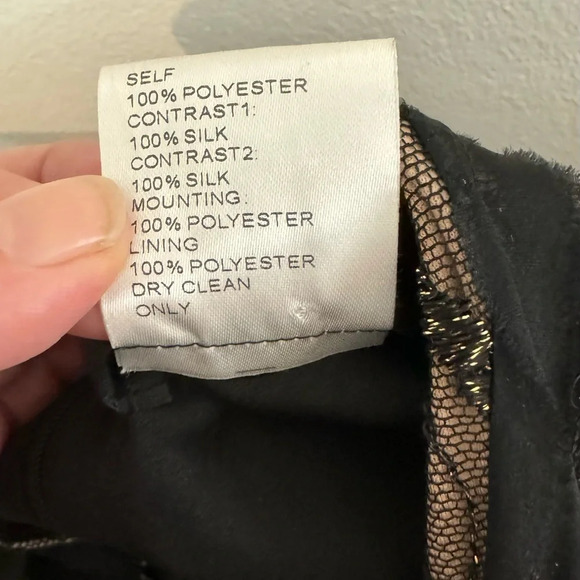 SELF
100% POLYESTER
CONTRAST1:
100% SILK
CONTRAST2:
100% SILK
MOUNTING:
100% POLYESTER
LINING
100% POLYESTER
DRY CLEAN
ONLY